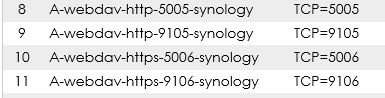 8 A-webdav-http-5005-synology TCP=5005
9 A-webdav-http-9105-synology TCP=9105
10 A-webdav-https-5006-synology TCP=5006
11 A-webdav-https-9106-synology TCP=9106